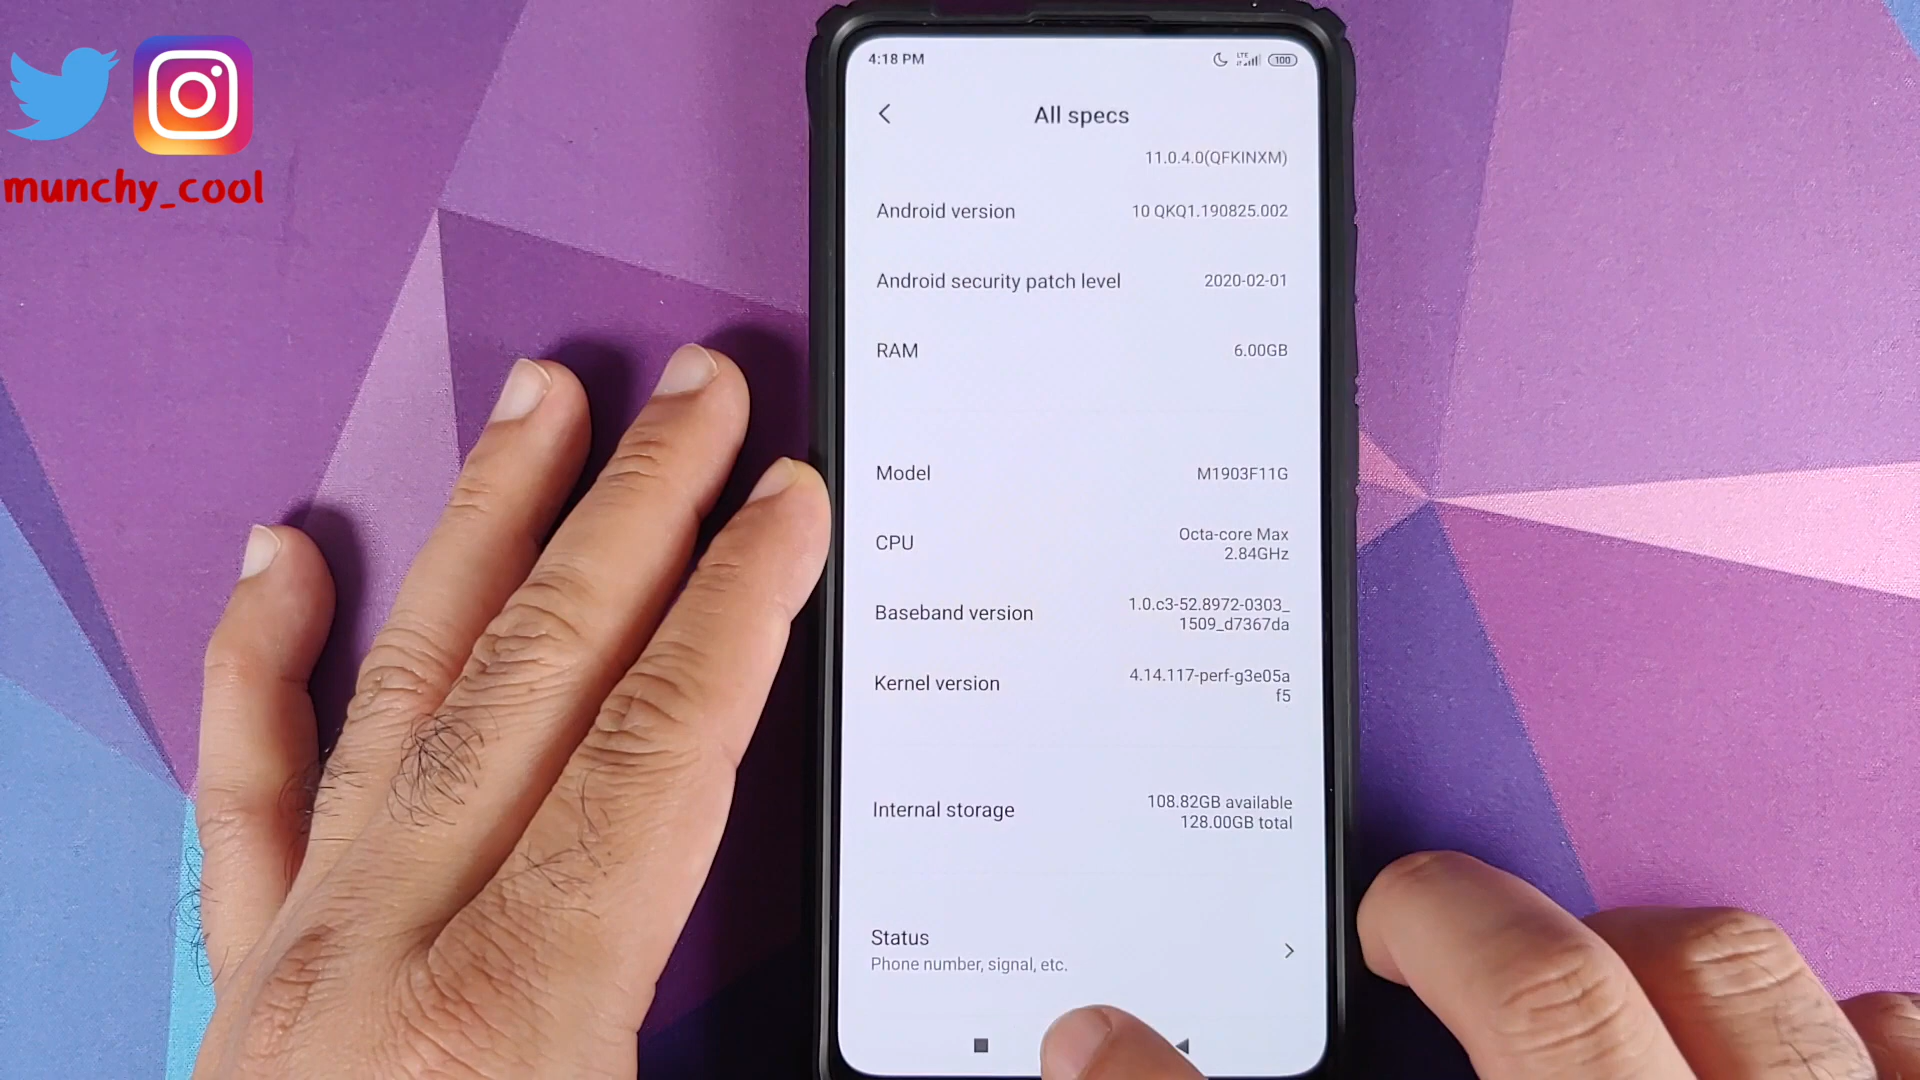 munchy_cool
4:18 PM
LTE
100
All specs
11.0.4.0(QFKINXM)
Android version
10 QKQ1.190825.002
Android security patch level
2020-02-01
RAM
6.00GB
Model
M1903F11G
CPU
Octa-core Max
2.84GHz
Baseband version
1.0.c3-52.8972-0303_
1509_d7367da
Kernel version
4.14.117-perf-g3e05a
f5
Internal storage
108.82GB available
128.00GB total
Status
Phone number, signal, etc.